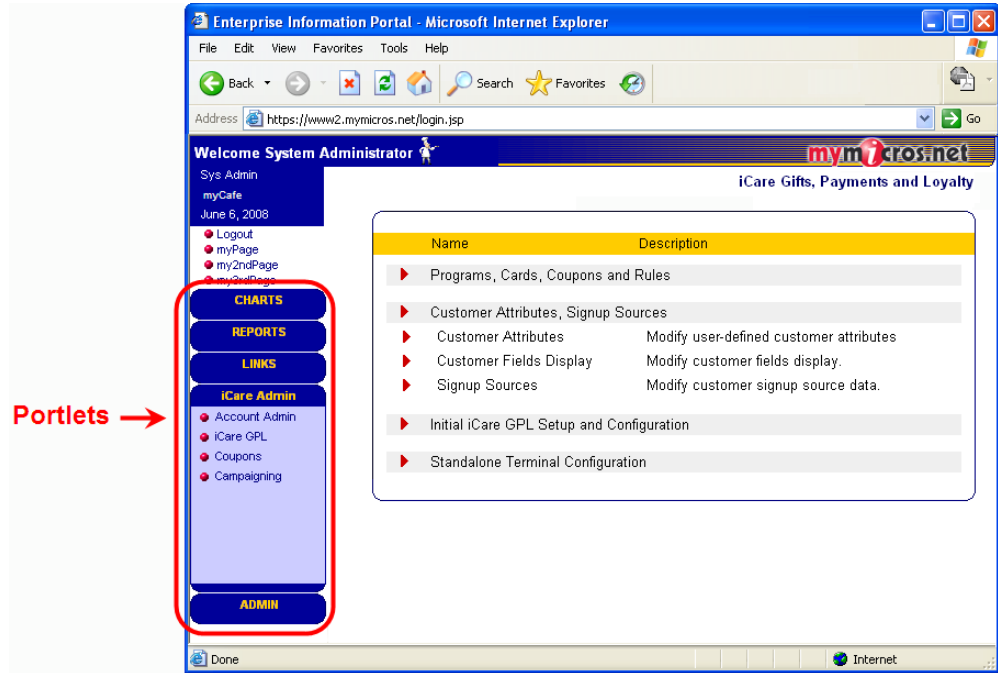 Enterprise Information Portal - Microsoft Internet Explorer
File Edit View Favorites Tools Help
Back Search Favorites
Address https://www2.mymicros.net/login.jsp Go
Welcome System Administrator
mymicros.net
Sys Admin
myCafe
June 6, 2008
iCare Gifts, Payments and Loyalty
Logout
myPage
my2ndPage
my3rdPage
CHARTS
REPORTS
LINKS
iCare Admin
Account Admin
iCare GPL
Coupons
Campaigning
ADMIN
Portlets
Name Description
Programs, Cards, Coupons and Rules
Customer Attributes, Signup Sources
Customer Attributes Modify user-defined customer attributes
Customer Fields Display Modify customer fields display.
Signup Sources Modify customer signup source data.
Initial iCare GPL Setup and Configuration
Standalone Terminal Configuration
Done Internet